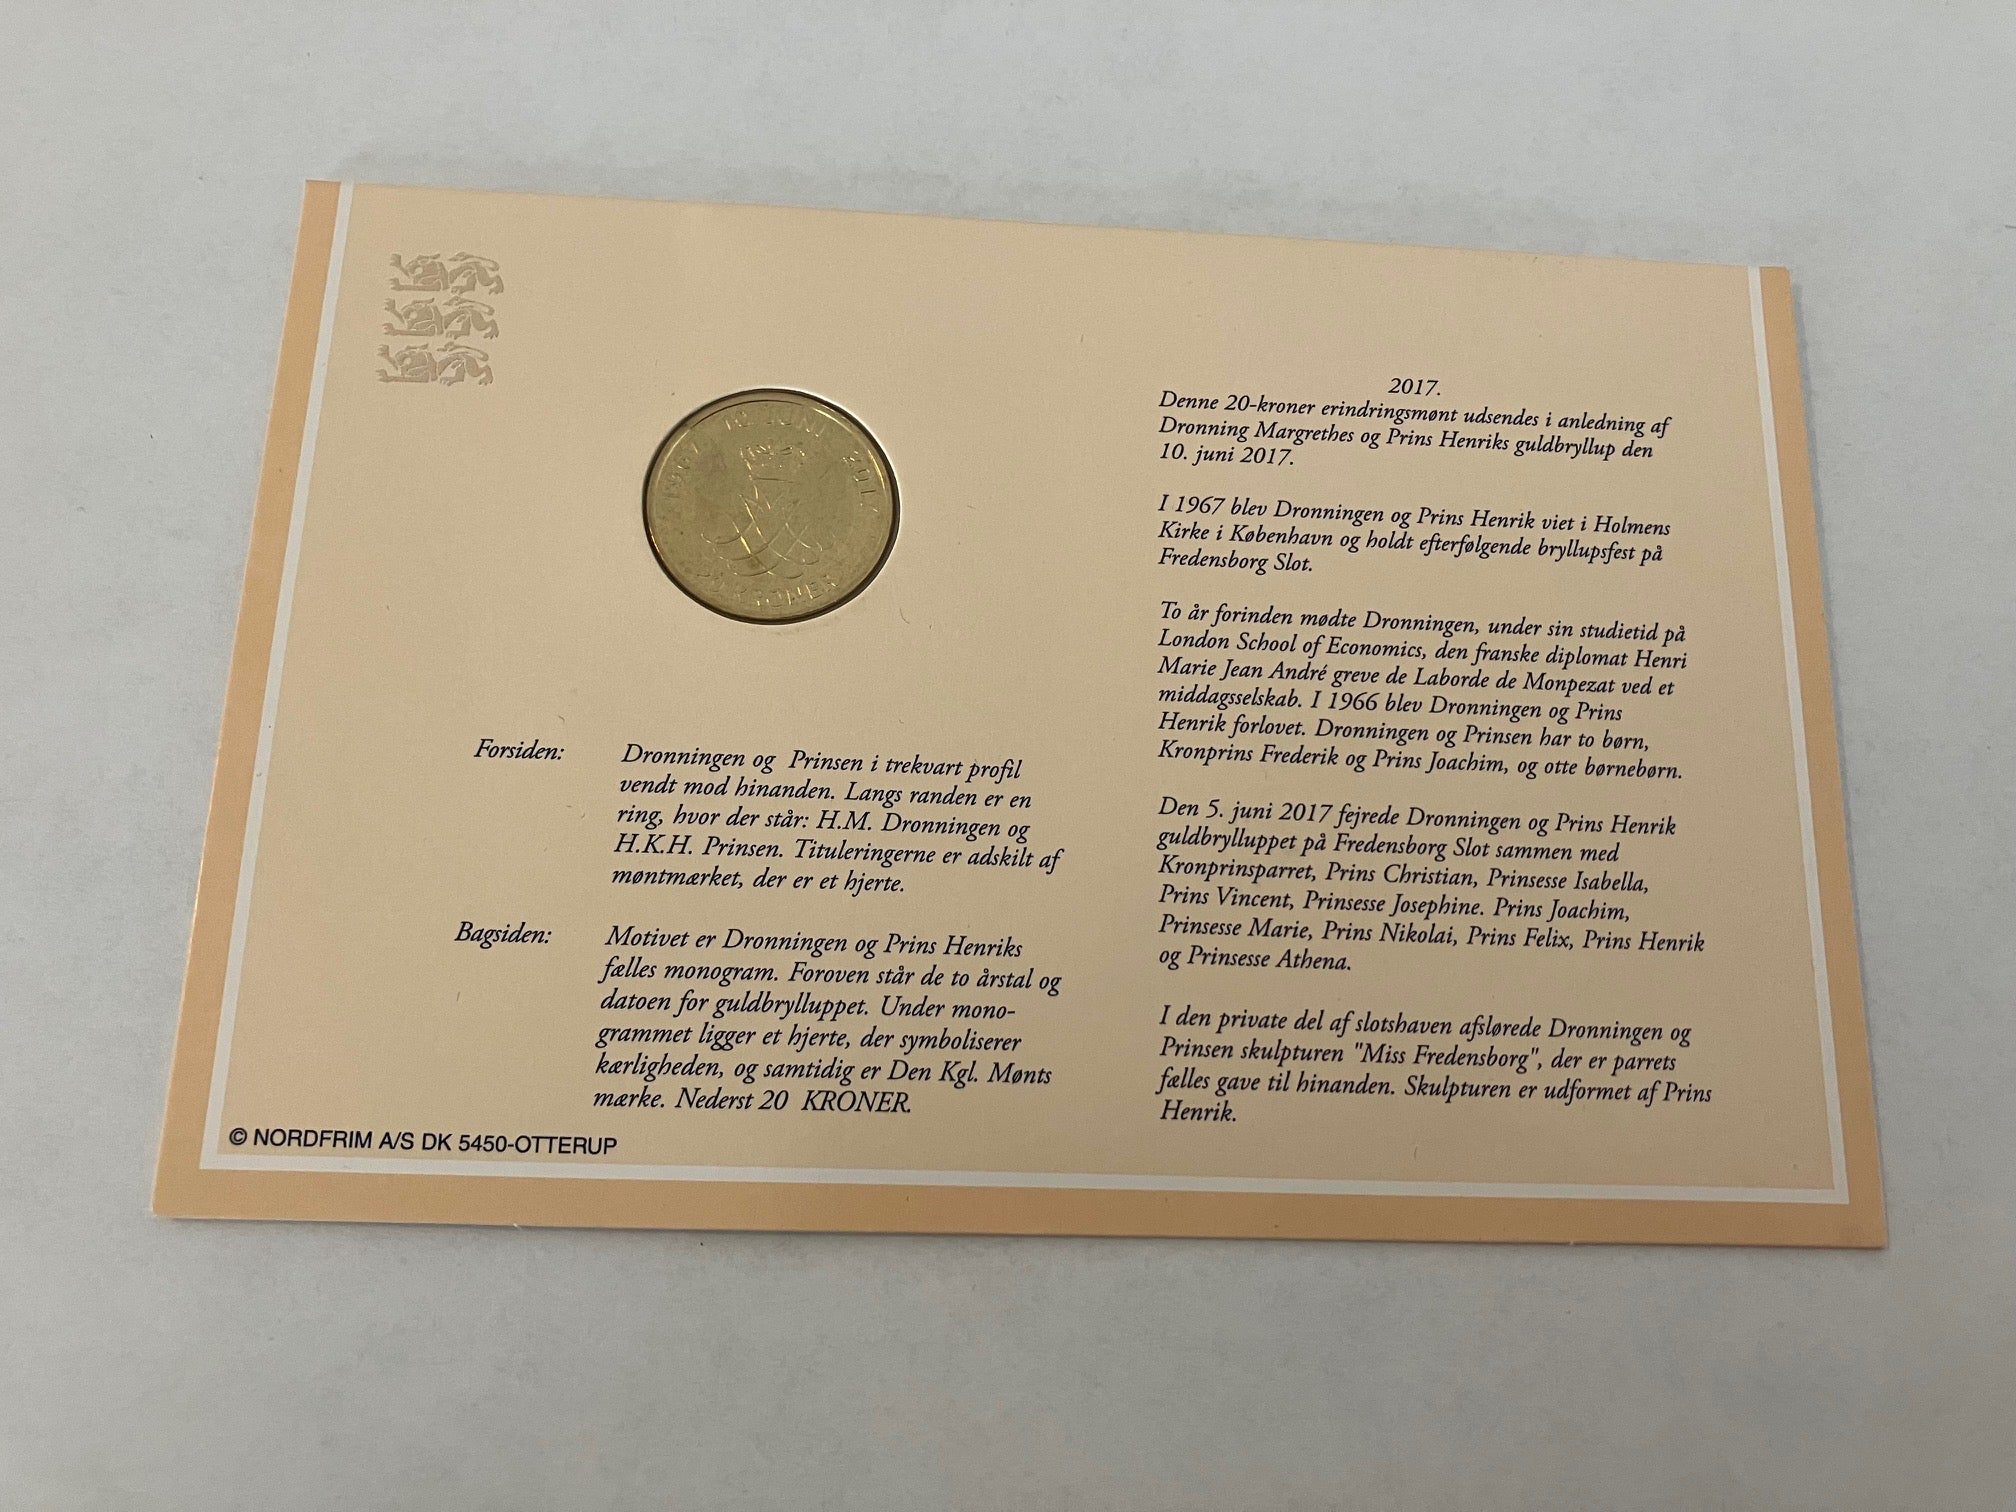 1967 10 JUNI 2017
20 KRONER
Forsiden: Dronningen og Prinsen i trekvart profil
vendt mod hinanden. Langs randen er en
ring, hvor der står: H.M. Dronningen og
H.K.H. Prinsen. Tituleringerne er adskilt af
møntmærket, der er et hjerte.
Bagsiden: Motivet er Dronningen og Prins Henriks
fælles monogram. Foroven står de to årstal og
datoen for guldbrylluppet. Under mono-
grammet ligger et hjerte, der symboliserer
kærligheden, og samtidig er Den Kgl. Mønts
mærke. Nederst 20 KRONER.
© NORDFRIM A/S DK 5450-OTTERUP
2017.
Denne 20-kroner erindringsmønt udsendes i anledning af
Dronning Margrethes og Prins Henriks guldbryllup den
10. juni 2017.
I 1967 blev Dronningen og Prins Henrik viet i Holmens
Kirke i København og holdt efterfølgende bryllupsfest på
Fredensborg Slot.
To år forinden mødte Dronningen, under sin studietid på
London School of Economics, den franske diplomat Henri
Marie Jean André greve de Laborde de Monpezat ved et
middagsselskab. I 1966 blev Dronningen og Prins
Henrik forlovet. Dronningen og Prinsen har to børn,
Kronprins Frederik og Prins Joachim, og otte børnebørn.
Den 5. juni 2017 fejrede Dronningen og Prins Henrik
guldbrylluppet på Fredensborg Slot sammen med
Kronprinsparret, Prins Christian, Prinsesse Isabella,
Prins Vincent, Prinsesse Josephine. Prins Joachim,
Prinsesse Marie, Prins Nikolai, Prins Felix, Prins Henrik
og Prinsesse Athena.
I den private del af slotshaven afslørede Dronningen og
Prinsen skulpturen "Miss Fredensborg", der er parrets
fælles gave til hinanden. Skulpturen er udformet af Prins
Henrik.